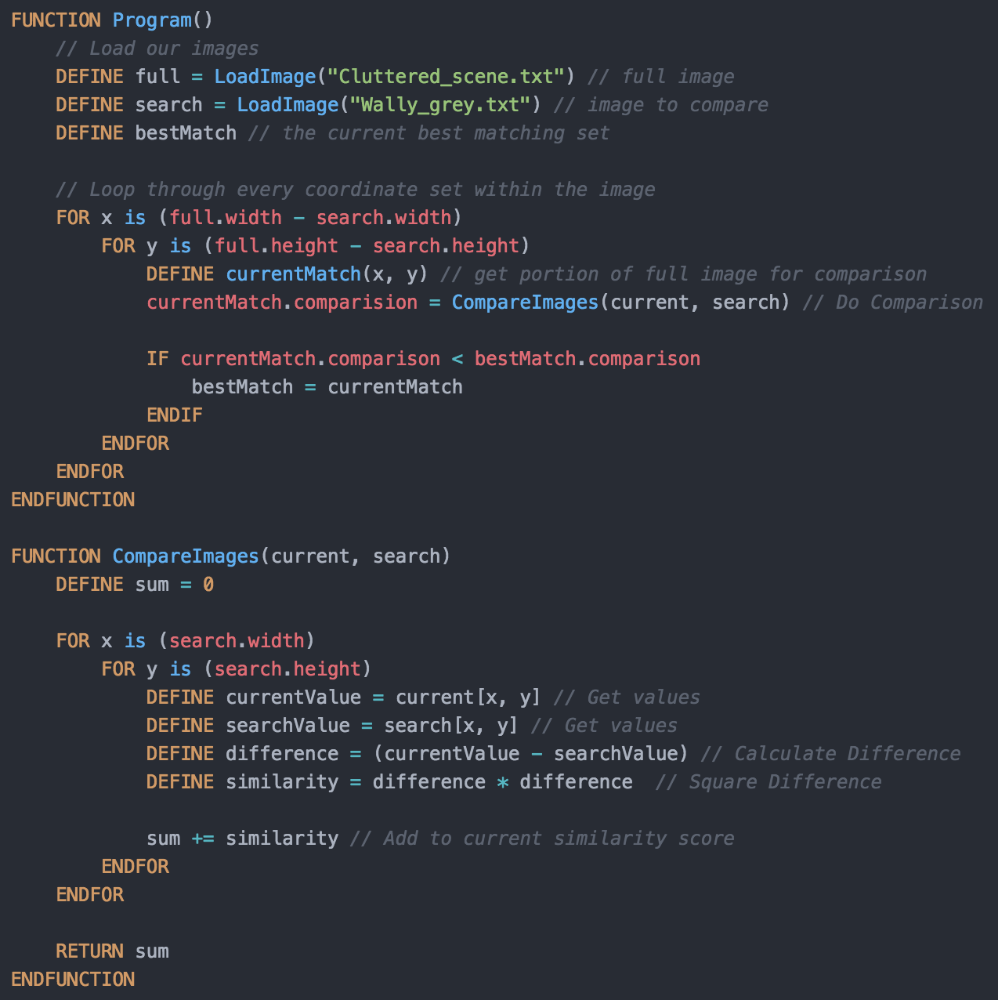 FUNCTION Program()
    // Load our images
    DEFINE full = LoadImage("Cluttered_scene.txt") // full image
    DEFINE search = LoadImage("Wally_grey.txt") // image to compare
    DEFINE bestMatch // the current best matching set

    // Loop through every coordinate set within the image
    FOR x is (full.width - search.width)
        FOR y is (full.height - search.height)
            DEFINE currentMatch(x, y) // get portion of full image for comparison
            currentMatch.comparision = CompareImages(current, search) // Do Comparison

            IF currentMatch.comparison < bestMatch.comparison
                bestMatch = currentMatch
            ENDIF
        ENDFOR
    ENDFOR
ENDFUNCTION

FUNCTION CompareImages(current, search)
    DEFINE sum = 0

    FOR x is (search.width)
        FOR y is (search.height)
            DEFINE currentValue = current[x, y] // Get values
            DEFINE searchValue = search[x, y] // Get values
            DEFINE difference = (currentValue - searchValue) // Calculate Difference
            DEFINE similarity = difference * difference  // Square Difference

            sum += similarity // Add to current similarity score
        ENDFOR
    ENDFOR

    RETURN sum
ENDFUNCTION